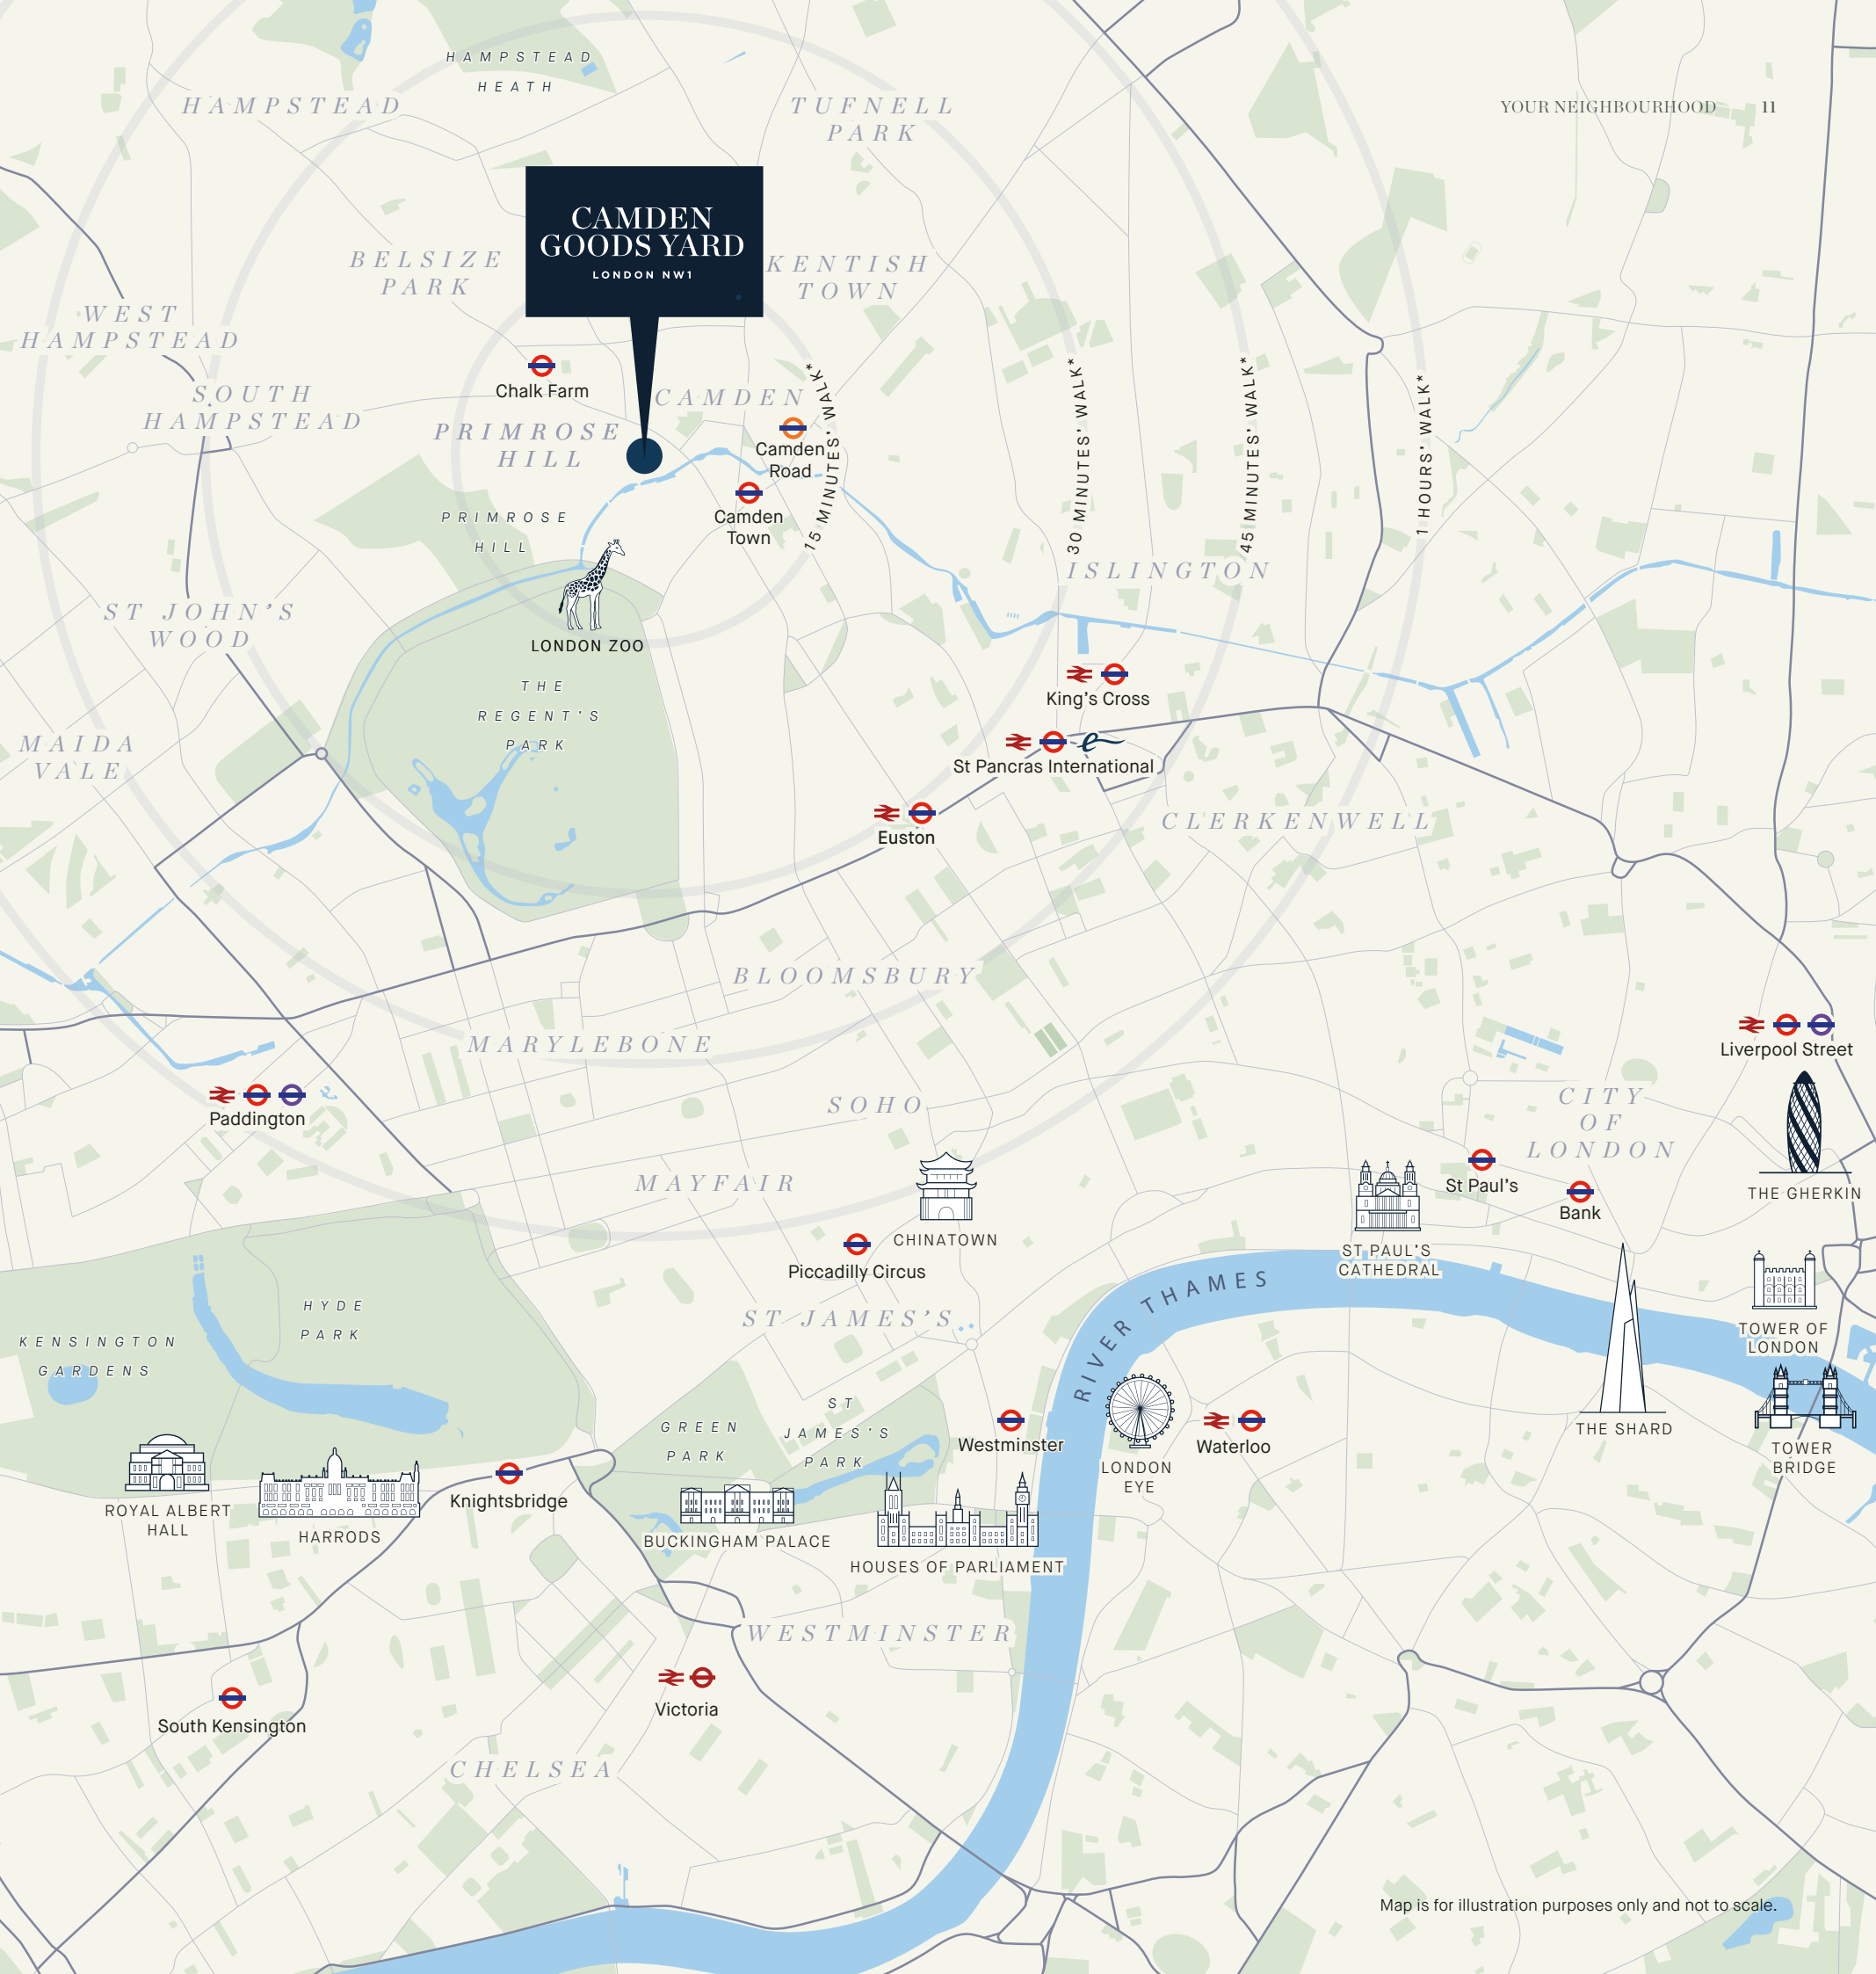 HAMPSTEAD
HEATH
HAMPSTEAD
TUFNELL
PARK
YOUR NEIGHBOURHOOD 11
CAMDEN
GOODS YARD
LONDON NW1
BELSIZE
PARK
KENTISH
TOWN
WEST
HAMPSTEAD
SOUTH
HAMPSTEAD
Chalk Farm
CAMDEN
PRIMROSE
HILL
Camden
Road
15 MINUTES' WALK*
30 MINUTES' WALK*
45 MINUTES' WALK*
1 HOURS' WALK*
Camden
Town
PRIMROSE
HILL
ISLINGTON
ST JOHN'S
WOOD
LONDON ZOO
THE
REGENT'S
PARK
King's Cross
MAIDA
VALE
St Pancras International
e
Euston
CLERKENWELL
BLOOMSBURY
MARYLEBONE
Liverpool Street
Paddington
SOHO
CITY
OF
LONDON
MAYFAIR
St Paul's
Bank
THE GHERKIN
CHINATOWN
Piccadilly Circus
ST PAUL'S
CATHEDRAL
RIVER THAMES
HYDE
PARK
ST JAMES'S
KENSINGTON
GARDENS
TOWER OF
LONDON
GREEN
PARK
ST
JAMES'S
PARK
Westminster
LONDON
EYE
Waterloo
THE SHARD
TOWER
BRIDGE
ROYAL ALBERT
HALL
HARRODS
Knightsbridge
BUCKINGHAM PALACE
HOUSES OF PARLIAMENT
WESTMINSTER
Victoria
South Kensington
CHELSEA
Map is for illustration purposes only and not to scale.